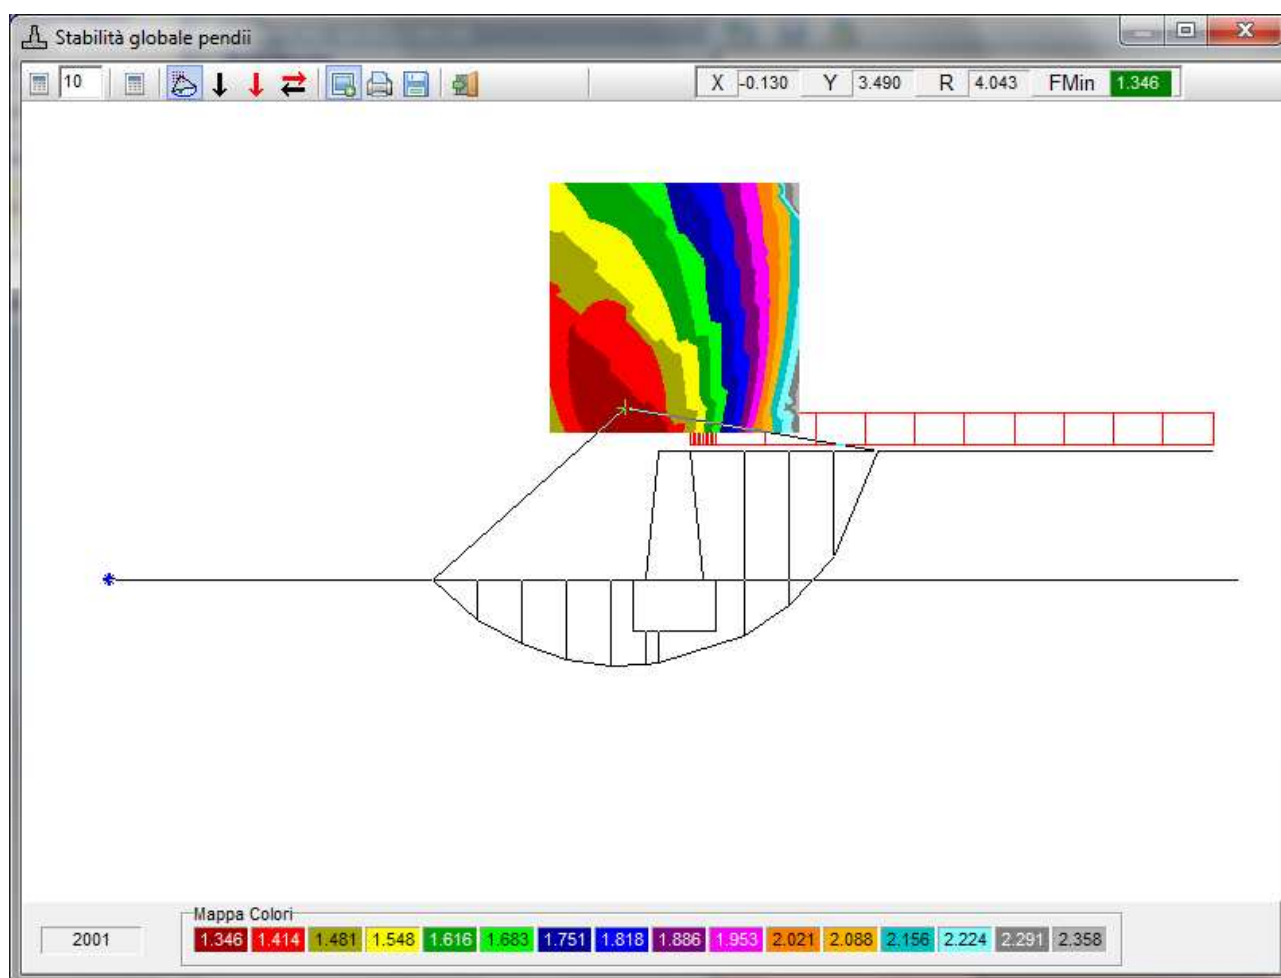 Stabilità globale pendii
10 X -0.130 Y 3.490 R 4.043 FMin 1.346
Mappa Colori
2001 1.346 1.414 1.481 1.548 1.616 1.683 1.751 1.818 1.886 1.953 2.021 2.088 2.156 2.224 2.291 2.358